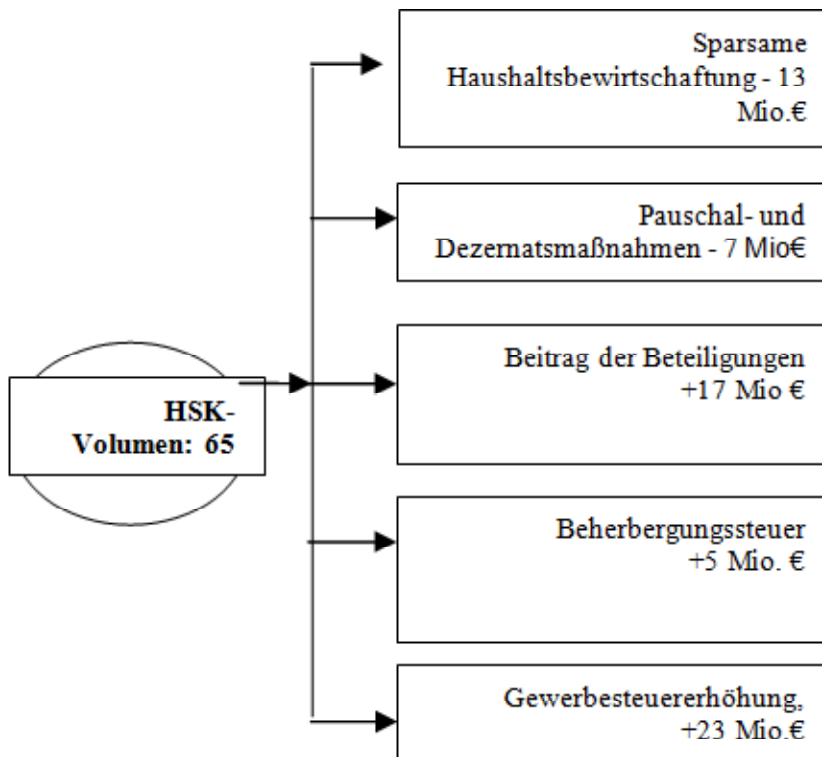 Sparsame
Haushaltsbewirtschaftung - 13
Mio.€
Pauschal- und
Dezernatsmaßnahmen - 7 Mio€
Beitrag der Beteiligungen
+17 Mio €
HSK-
Volumen: 65
Beherbergungssteuer
+5 Mio. €
Gewerbesteuererhöhung,
+23 Mio.€